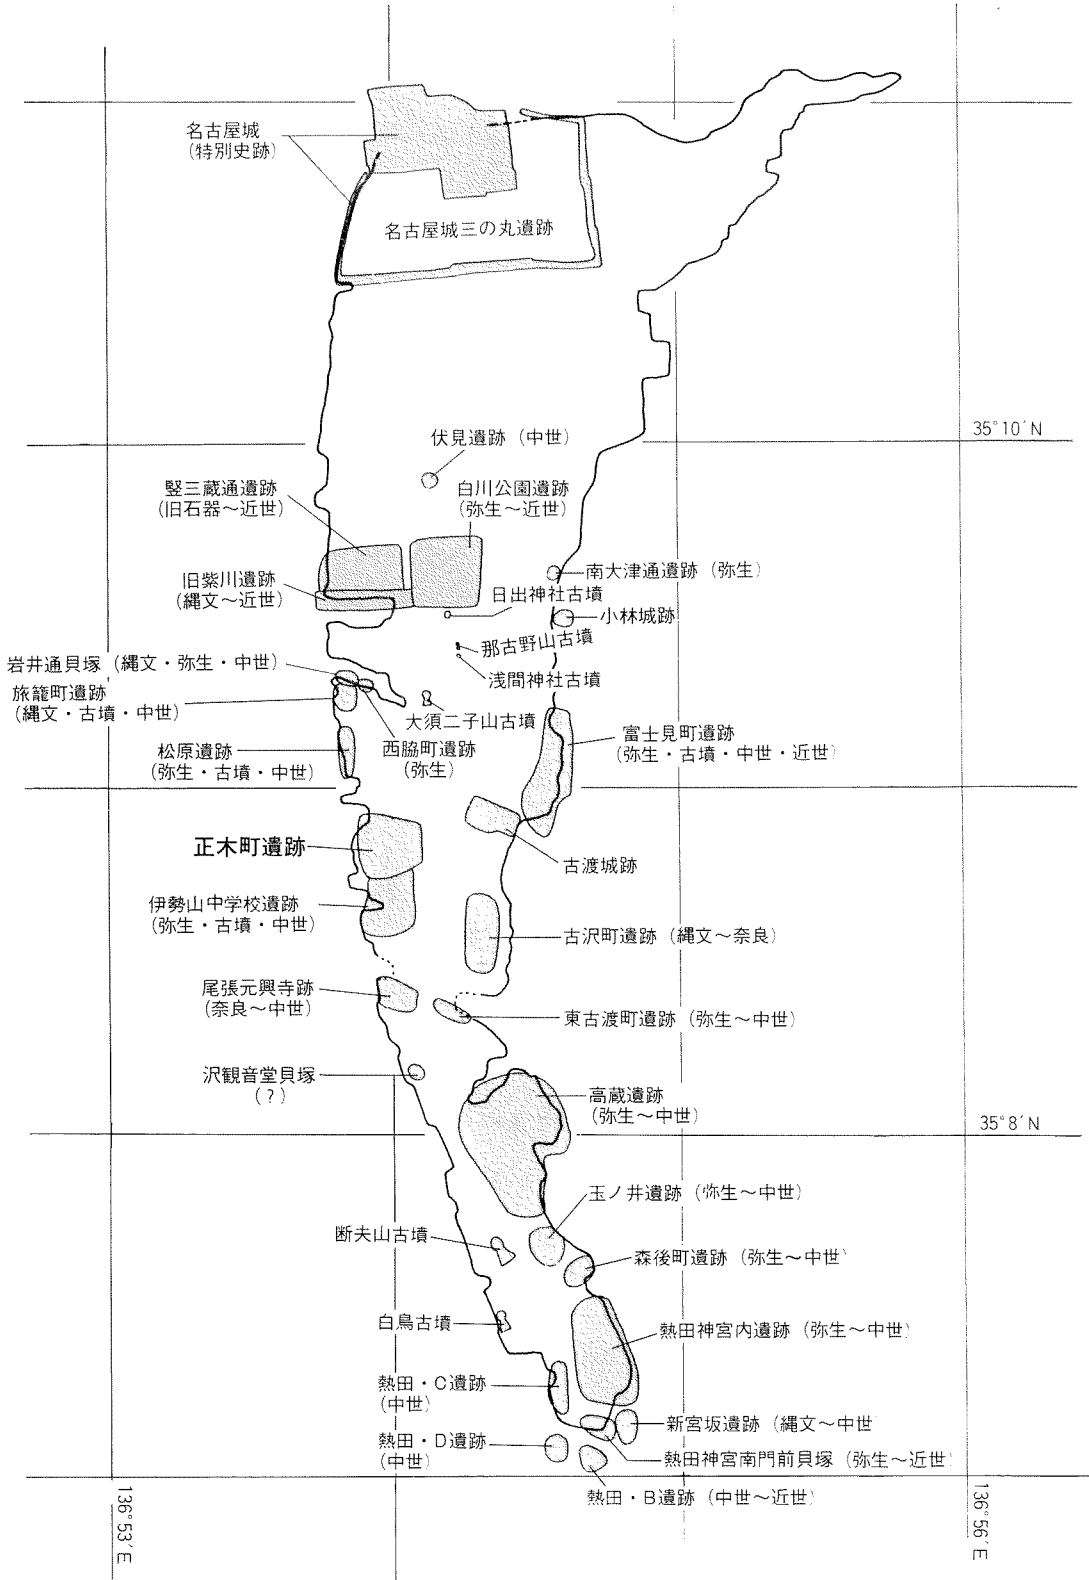 名古屋城
(特別史跡)
名古屋城三の丸遺跡
伏見遺跡 (中世)
35°10′N
竪三蔵通遺跡
(旧石器〜近世)
白川公園遺跡
(弥生〜近世)
旧紫川遺跡
(縄文〜近世)
南大津通遺跡 (弥生)
日出神社古墳
小林城跡
那古野山古墳
浅間神社古墳
岩井通貝塚 (縄文・弥生・中世)
旅籠町遺跡
(縄文・古墳・中世)
大須二子山古墳
西脇町遺跡
(弥生)
松原遺跡
(弥生・古墳・中世)
富士見町遺跡
(弥生・古墳・中世・近世)
正木町遺跡
古渡城跡
伊勢山中学校遺跡
(弥生・古墳・中世)
古沢町遺跡 (縄文〜奈良)
尾張元興寺跡
(奈良〜中世)
東古渡町遺跡 (弥生〜中世)
沢観音堂貝塚
(?)
高蔵遺跡
(弥生〜中世)
35°8′N
玉ノ井遺跡 (弥生〜中世)
断夫山古墳
森後町遺跡 (弥生〜中世)
白鳥古墳
熱田神宮内遺跡 (弥生〜中世)
熱田・C遺跡
(中世)
新宮坂遺跡 (縄文〜中世
熱田・D遺跡
(中世)
熱田神宮南門前貝塚 (弥生〜近世)
熱田・B遺跡 (中世〜近世)
136°53′E
136°56′E